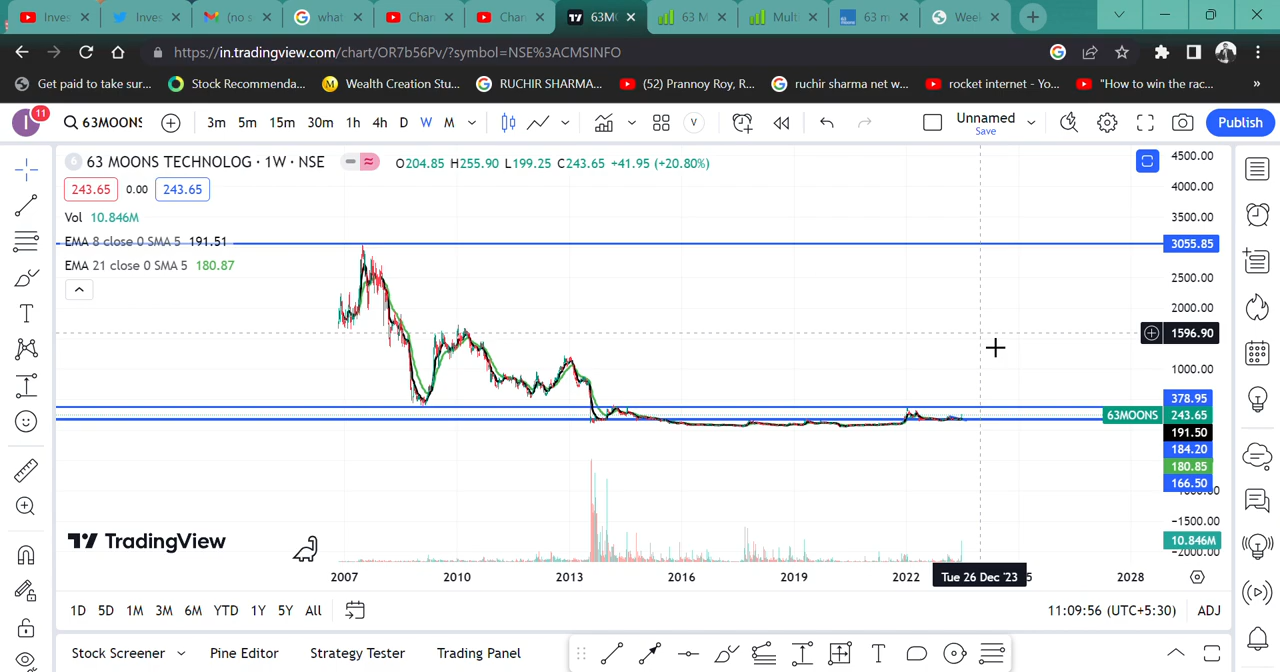 Inves
Inves
(no s
what
Chan
Chan
63M
63 M
Multi
63 m
Week
https://in.tradingview.com/chart/OR7b56Pv/?symbol=NSE%3ACMSINFO
Get paid to take sur...
Stock Recommenda...
Wealth Creation Stu...
RUCHIR SHARMA...
(52) Prannoy Roy, R...
ruchir sharma net w...
rocket internet - Yo...
"How to win the rac...
»
I
11
63MOONS
3m 5m 15m 30m 1h 4h D W M
V
Unnamed
Save
Publish
6
63 MOONS TECHNOLOG · 1W · NSE
O204.85 H255.90 L199.25 C243.65 +41.95 (+20.80%)
243.65 0.00 243.65
Vol 10.846M
EMA 8 close 0 SMA 5 191.51
EMA 21 close 0 SMA 5 180.87
4500.00
4000.00
3500.00
3055.85
2500.00
2000.00
1596.90
1000.00
378.95
63MOONS 243.65
191.50
184.20
180.85
166.50
−1500.00
10.846M
−2000.00
TradingView
2007 2010 2013 2016 2019 2022 Tue 26 Dec '23 2028
1D 5D 1M 3M 6M YTD 1Y 5Y All
11:09:56 (UTC+5:30) ADJ
Stock Screener
Pine Editor
Strategy Tester
Trading Panel